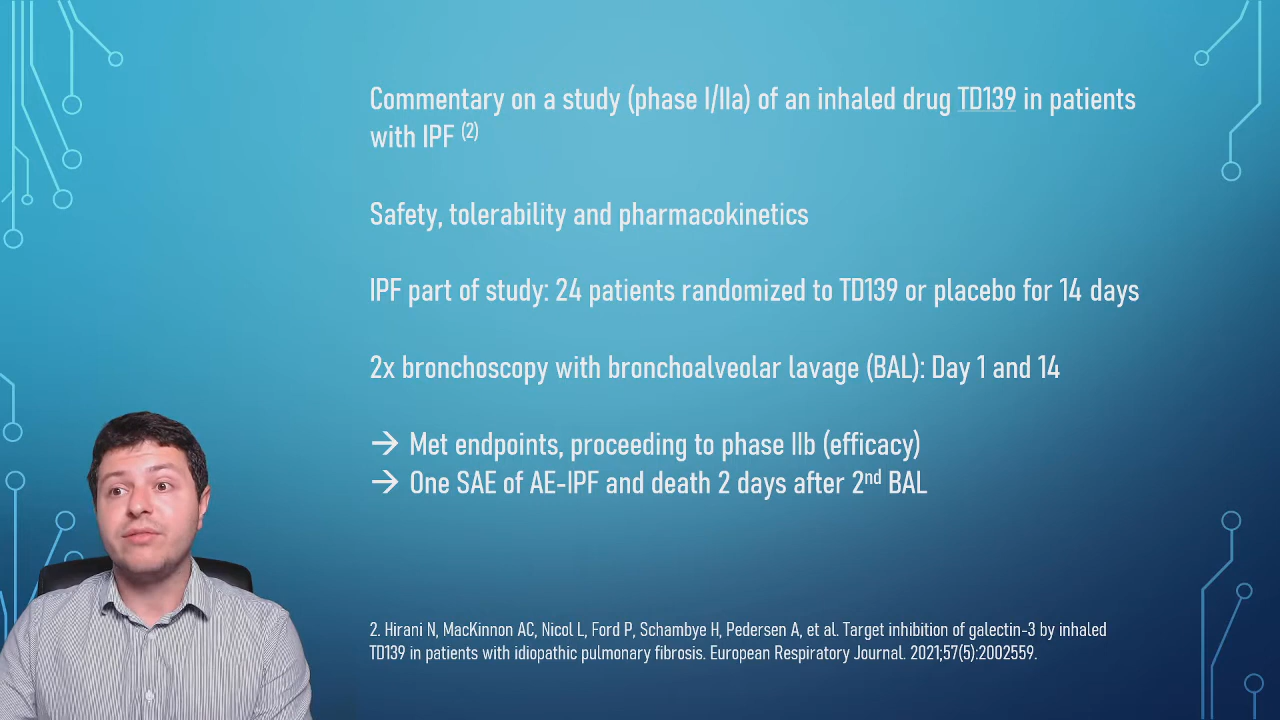 Commentary on a study (phase I/IIa) of an inhaled drug TD139 in patients
with IPF (2)
Safety, tolerability and pharmacokinetics
IPF part of study: 24 patients randomized to TD139 or placebo for 14 days
2x bronchoscopy with bronchoalveolar lavage (BAL): Day 1 and 14
→ Met endpoints, proceeding to phase IIb (efficacy)
→ One SAE of AE-IPF and death 2 days after 2nd BAL
2. Hirani N, MacKinnon AC, Nicol L, Ford P, Schambye H, Pedersen A, et al. Target inhibition of galectin-3 by inhaled
TD139 in patients with idiopathic pulmonary fibrosis. European Respiratory Journal. 2021;57(5):2002559.